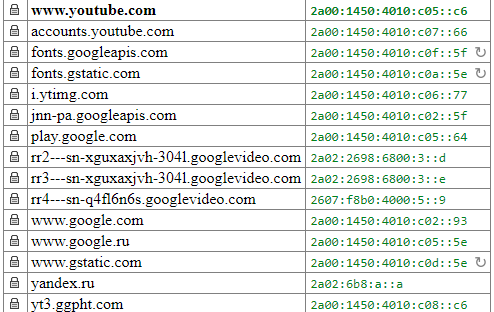 www.youtube.com 2a00:1450:4010:c05::c6
accounts.youtube.com 2a00:1450:4010:c07::66
fonts.googleapis.com 2a00:1450:4010:c0f::5f
fonts.gstatic.com 2a00:1450:4010:c0a::5e
i.ytimg.com 2a00:1450:4010:c06::77
jnn-pa.googleapis.com 2a00:1450:4010:c02::5f
play.google.com 2a00:1450:4010:c05::64
rr2---sn-xguxaxjvh-304l.googlevideo.com 2a02:2698:6800:3::d
rr3---sn-xguxaxjvh-304l.googlevideo.com 2a02:2698:6800:3::e
rr4---sn-q4fl6n6s.googlevideo.com 2607:f8b0:4000:5::9
www.google.com 2a00:1450:4010:c02::93
www.google.ru 2a00:1450:4010:c05::5e
www.gstatic.com 2a00:1450:4010:c0d::5e
yandex.ru 2a02:6b8:a::a
yt3.ggpht.com 2a00:1450:4010:c08::c6